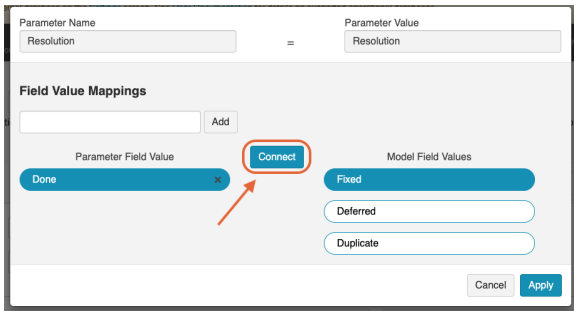 Parameter Name
Parameter Value
Resolution
=
Resolution
Field Value Mappings
Add
Parameter Field Value
Connect
Model Field Values
Done ×
Fixed
Deferred
Duplicate
Cancel
Apply